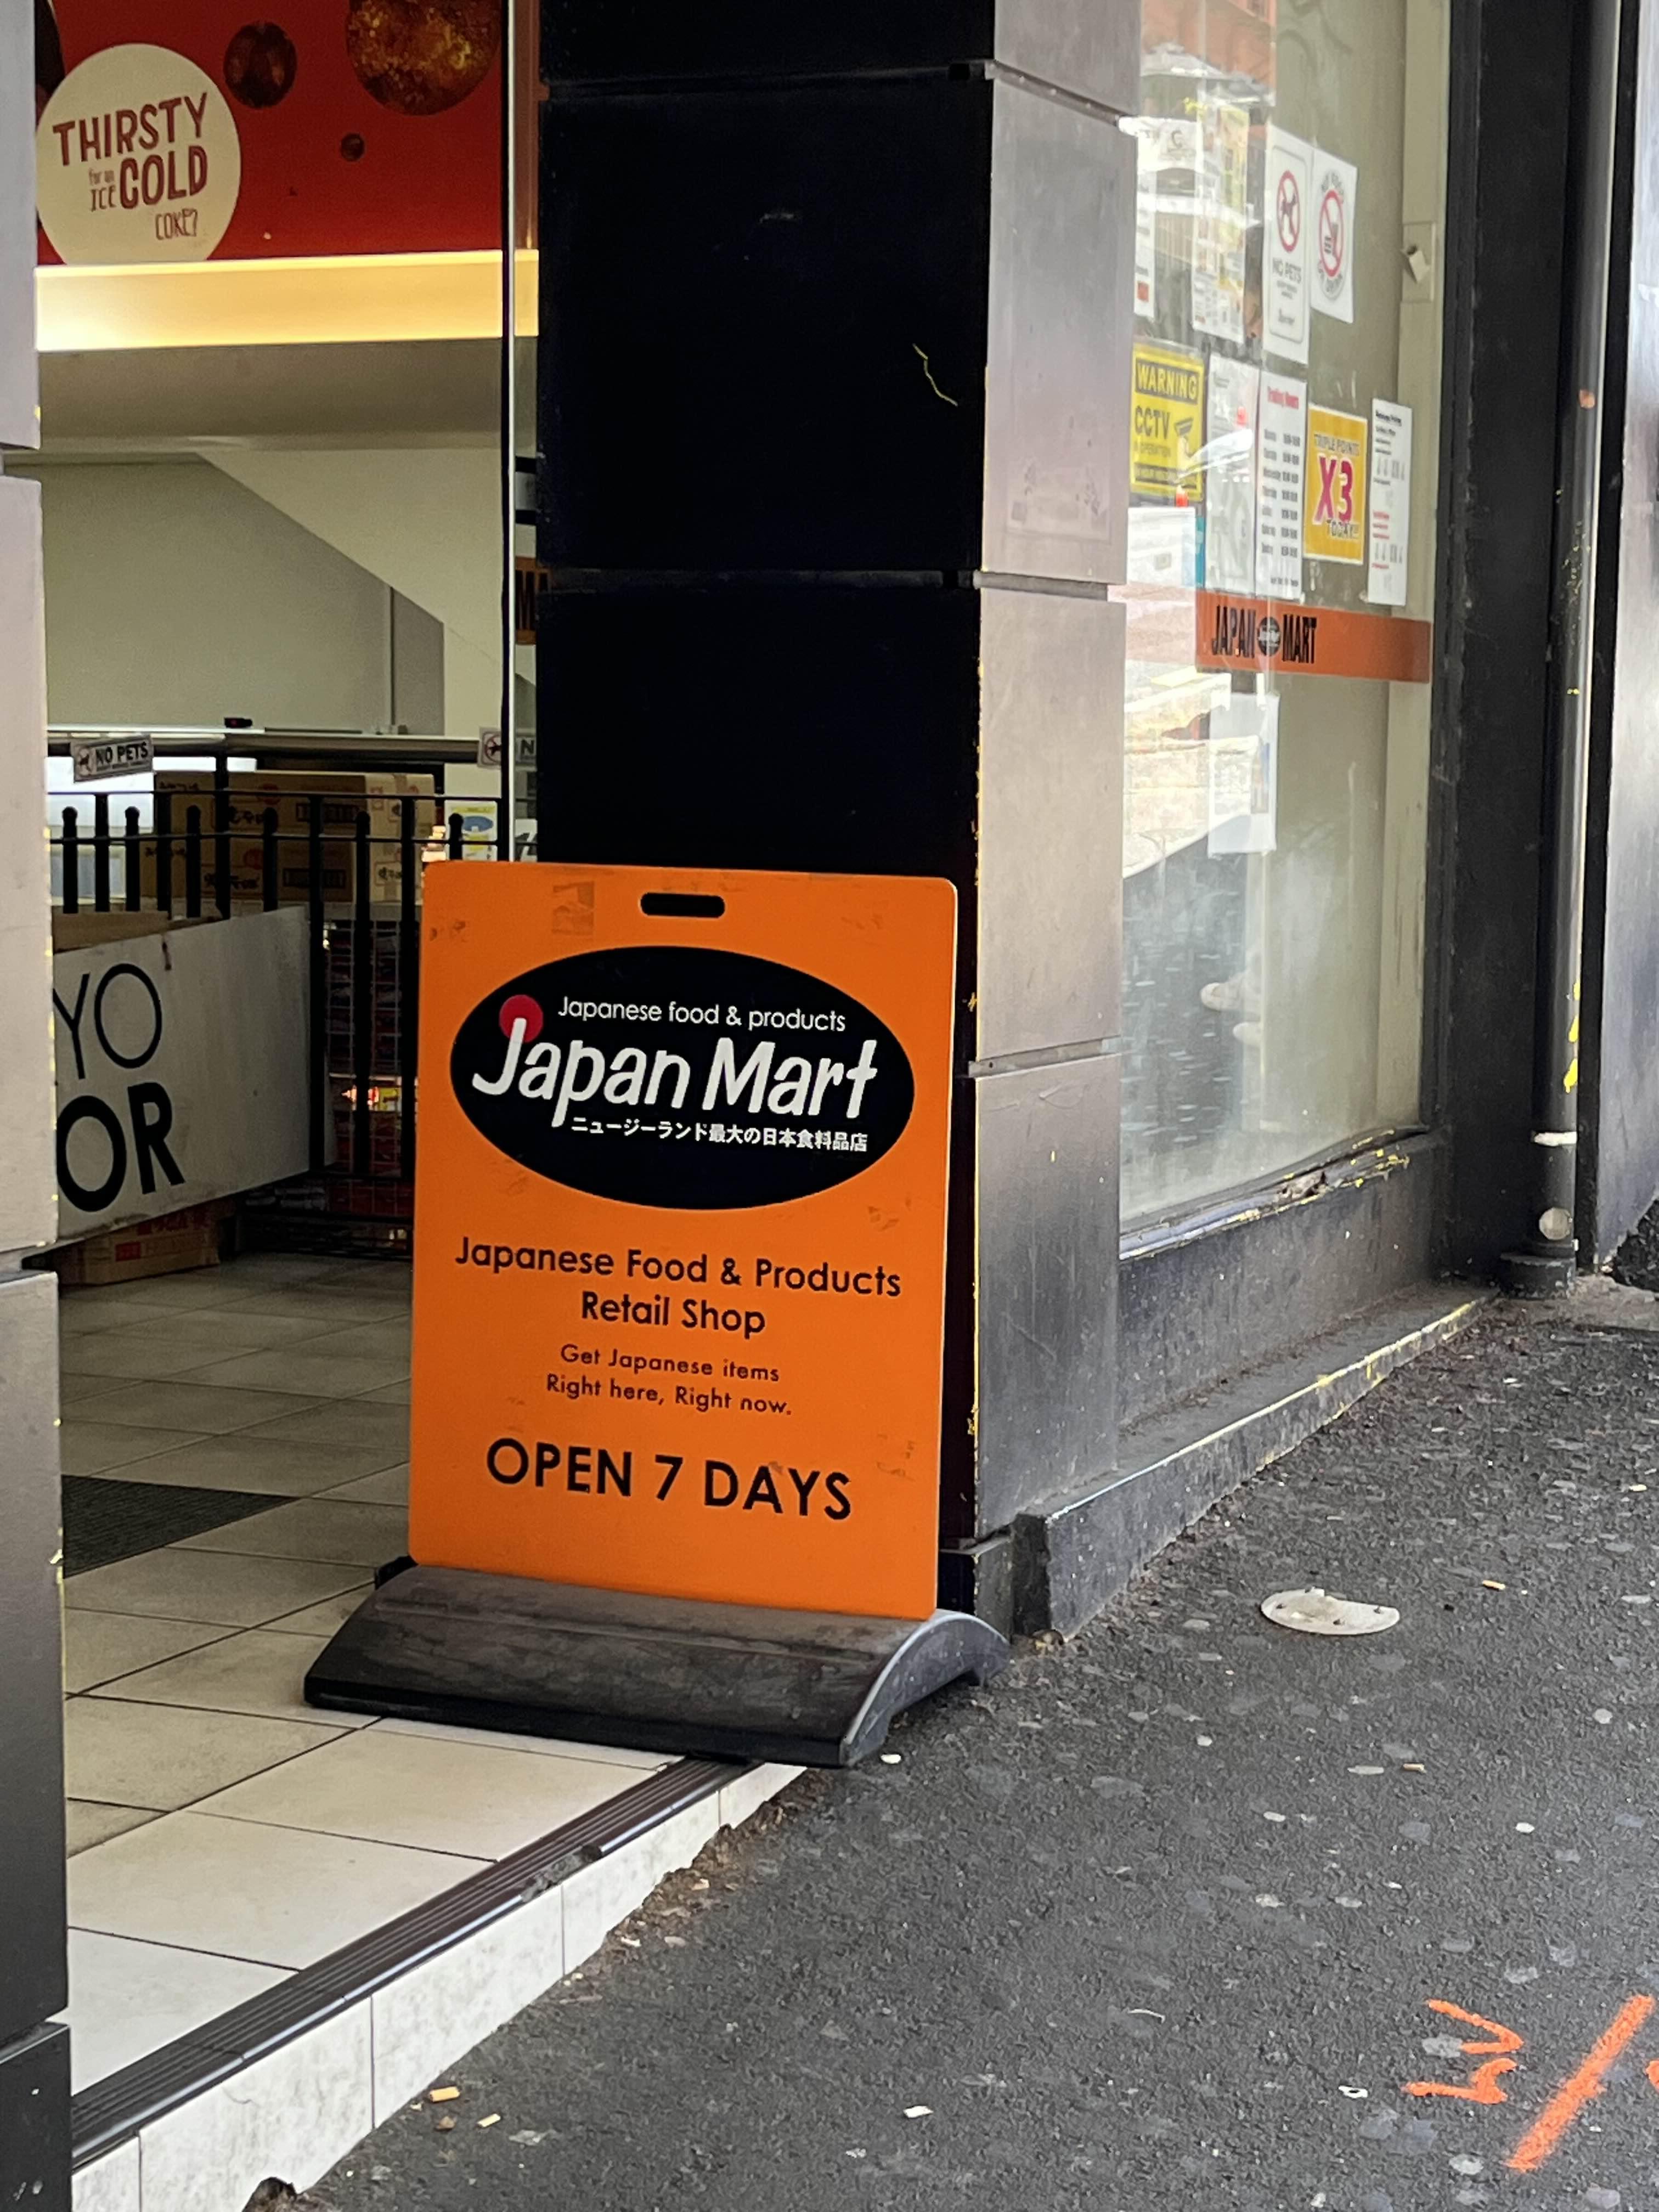 THIRSTY
for an
ICE COLD
COKE?
NO PETS
YO
OR
Japanese food & products
Japan Mart
ニュージーランド最大の日本食料品店
Japanese Food & Products
Retail Shop
Get Japanese items
Right here, Right now.
OPEN 7 DAYS
NO PETS
WARNING
CCTV
Trading Hours
TRIPLE POINTS
X3
TODAY!!
JAPAN MART